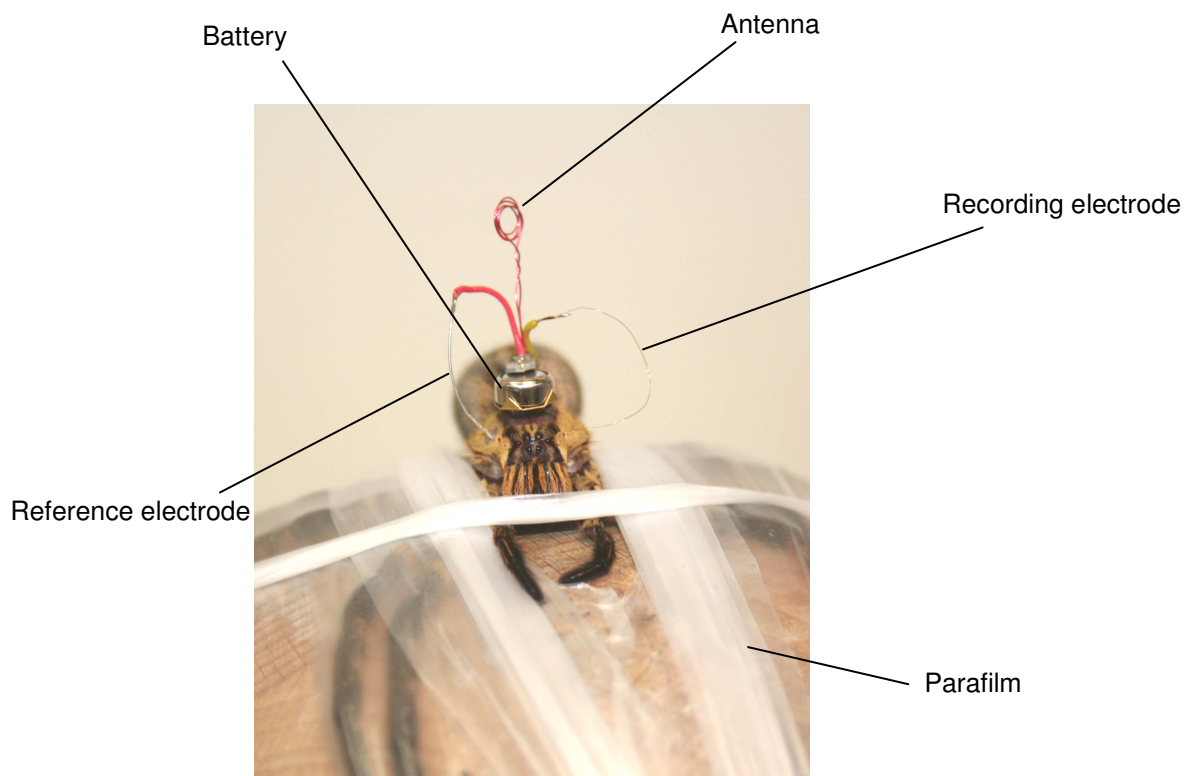 Battery
Antenna
Recording electrode
Reference electrode
Parafilm